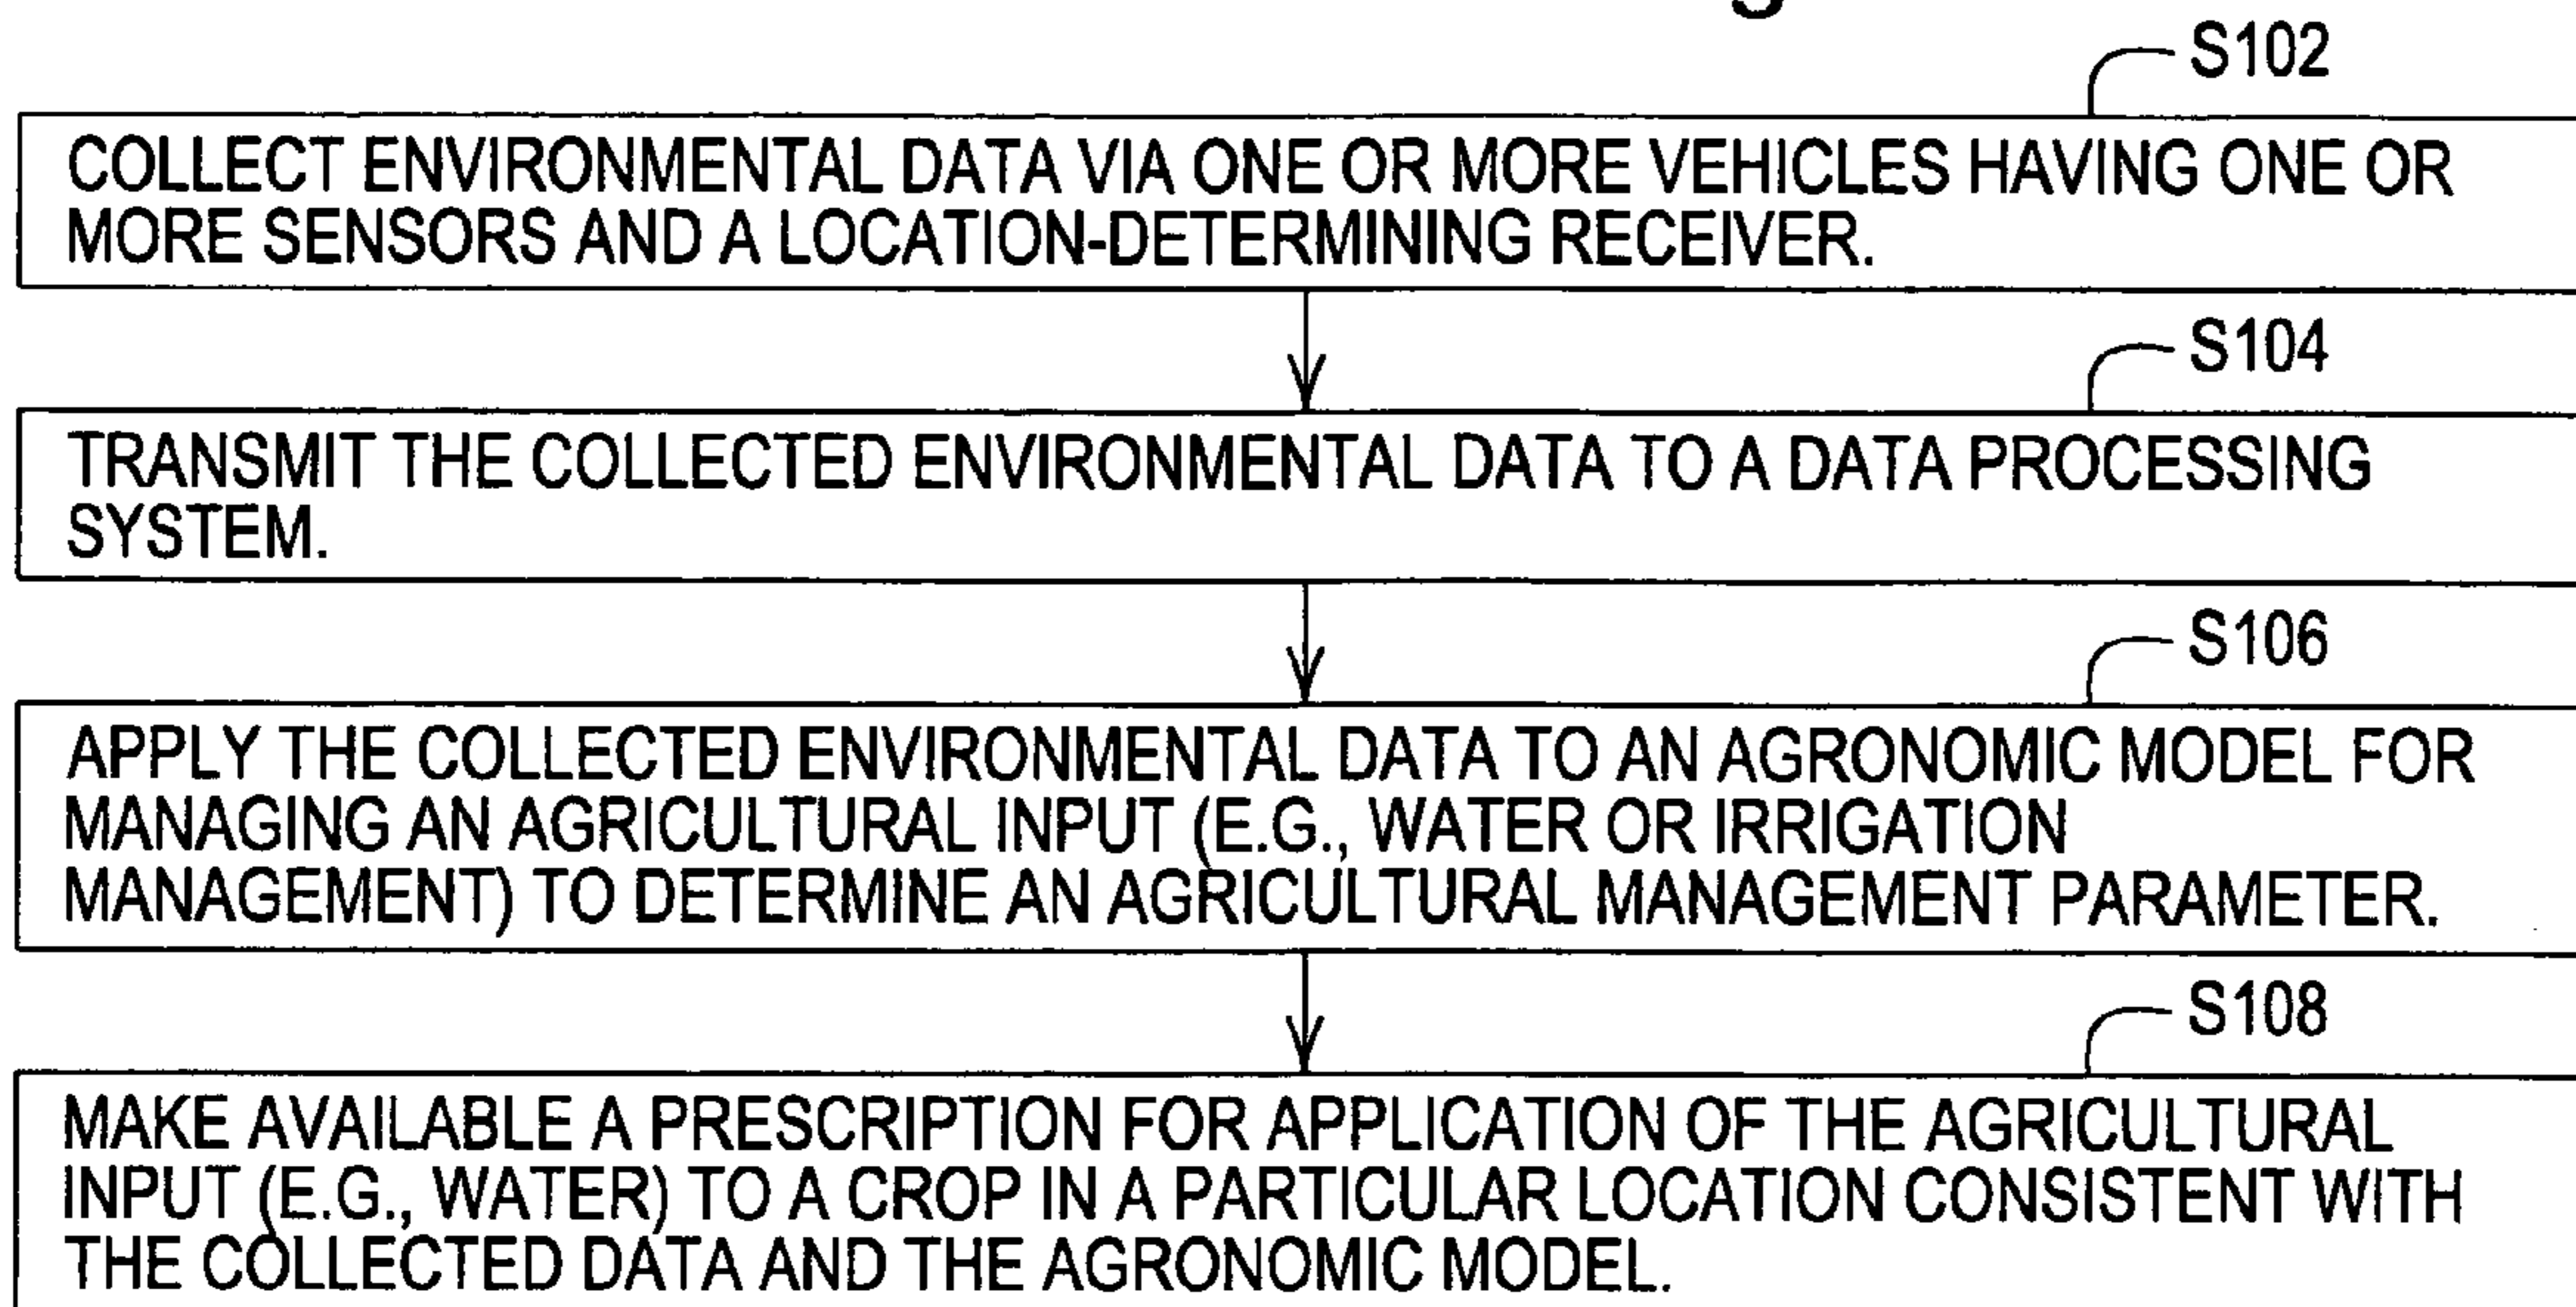 S102
COLLECT ENVIRONMENTAL DATA VIA ONE OR MORE VEHICLES HAVING ONE OR
MORE SENSORS AND A LOCATION-DETERMINING RECEIVER.
S104
TRANSMIT THE COLLECTED ENVIRONMENTAL DATA TO A DATA PROCESSING
SYSTEM.
S106
APPLY THE COLLECTED ENVIRONMENTAL DATA TO AN AGRONOMIC MODEL FOR
MANAGING AN AGRICULTURAL INPUT (E.G., WATER OR IRRIGATION
MANAGEMENT) TO DETERMINE AN AGRICULTURAL MANAGEMENT PARAMETER.
S108
MAKE AVAILABLE A PRESCRIPTION FOR APPLICATION OF THE AGRICULTURAL
INPUT (E.G., WATER) TO A CROP IN A PARTICULAR LOCATION CONSISTENT WITH
THE COLLECTED DATA AND THE AGRONOMIC MODEL.